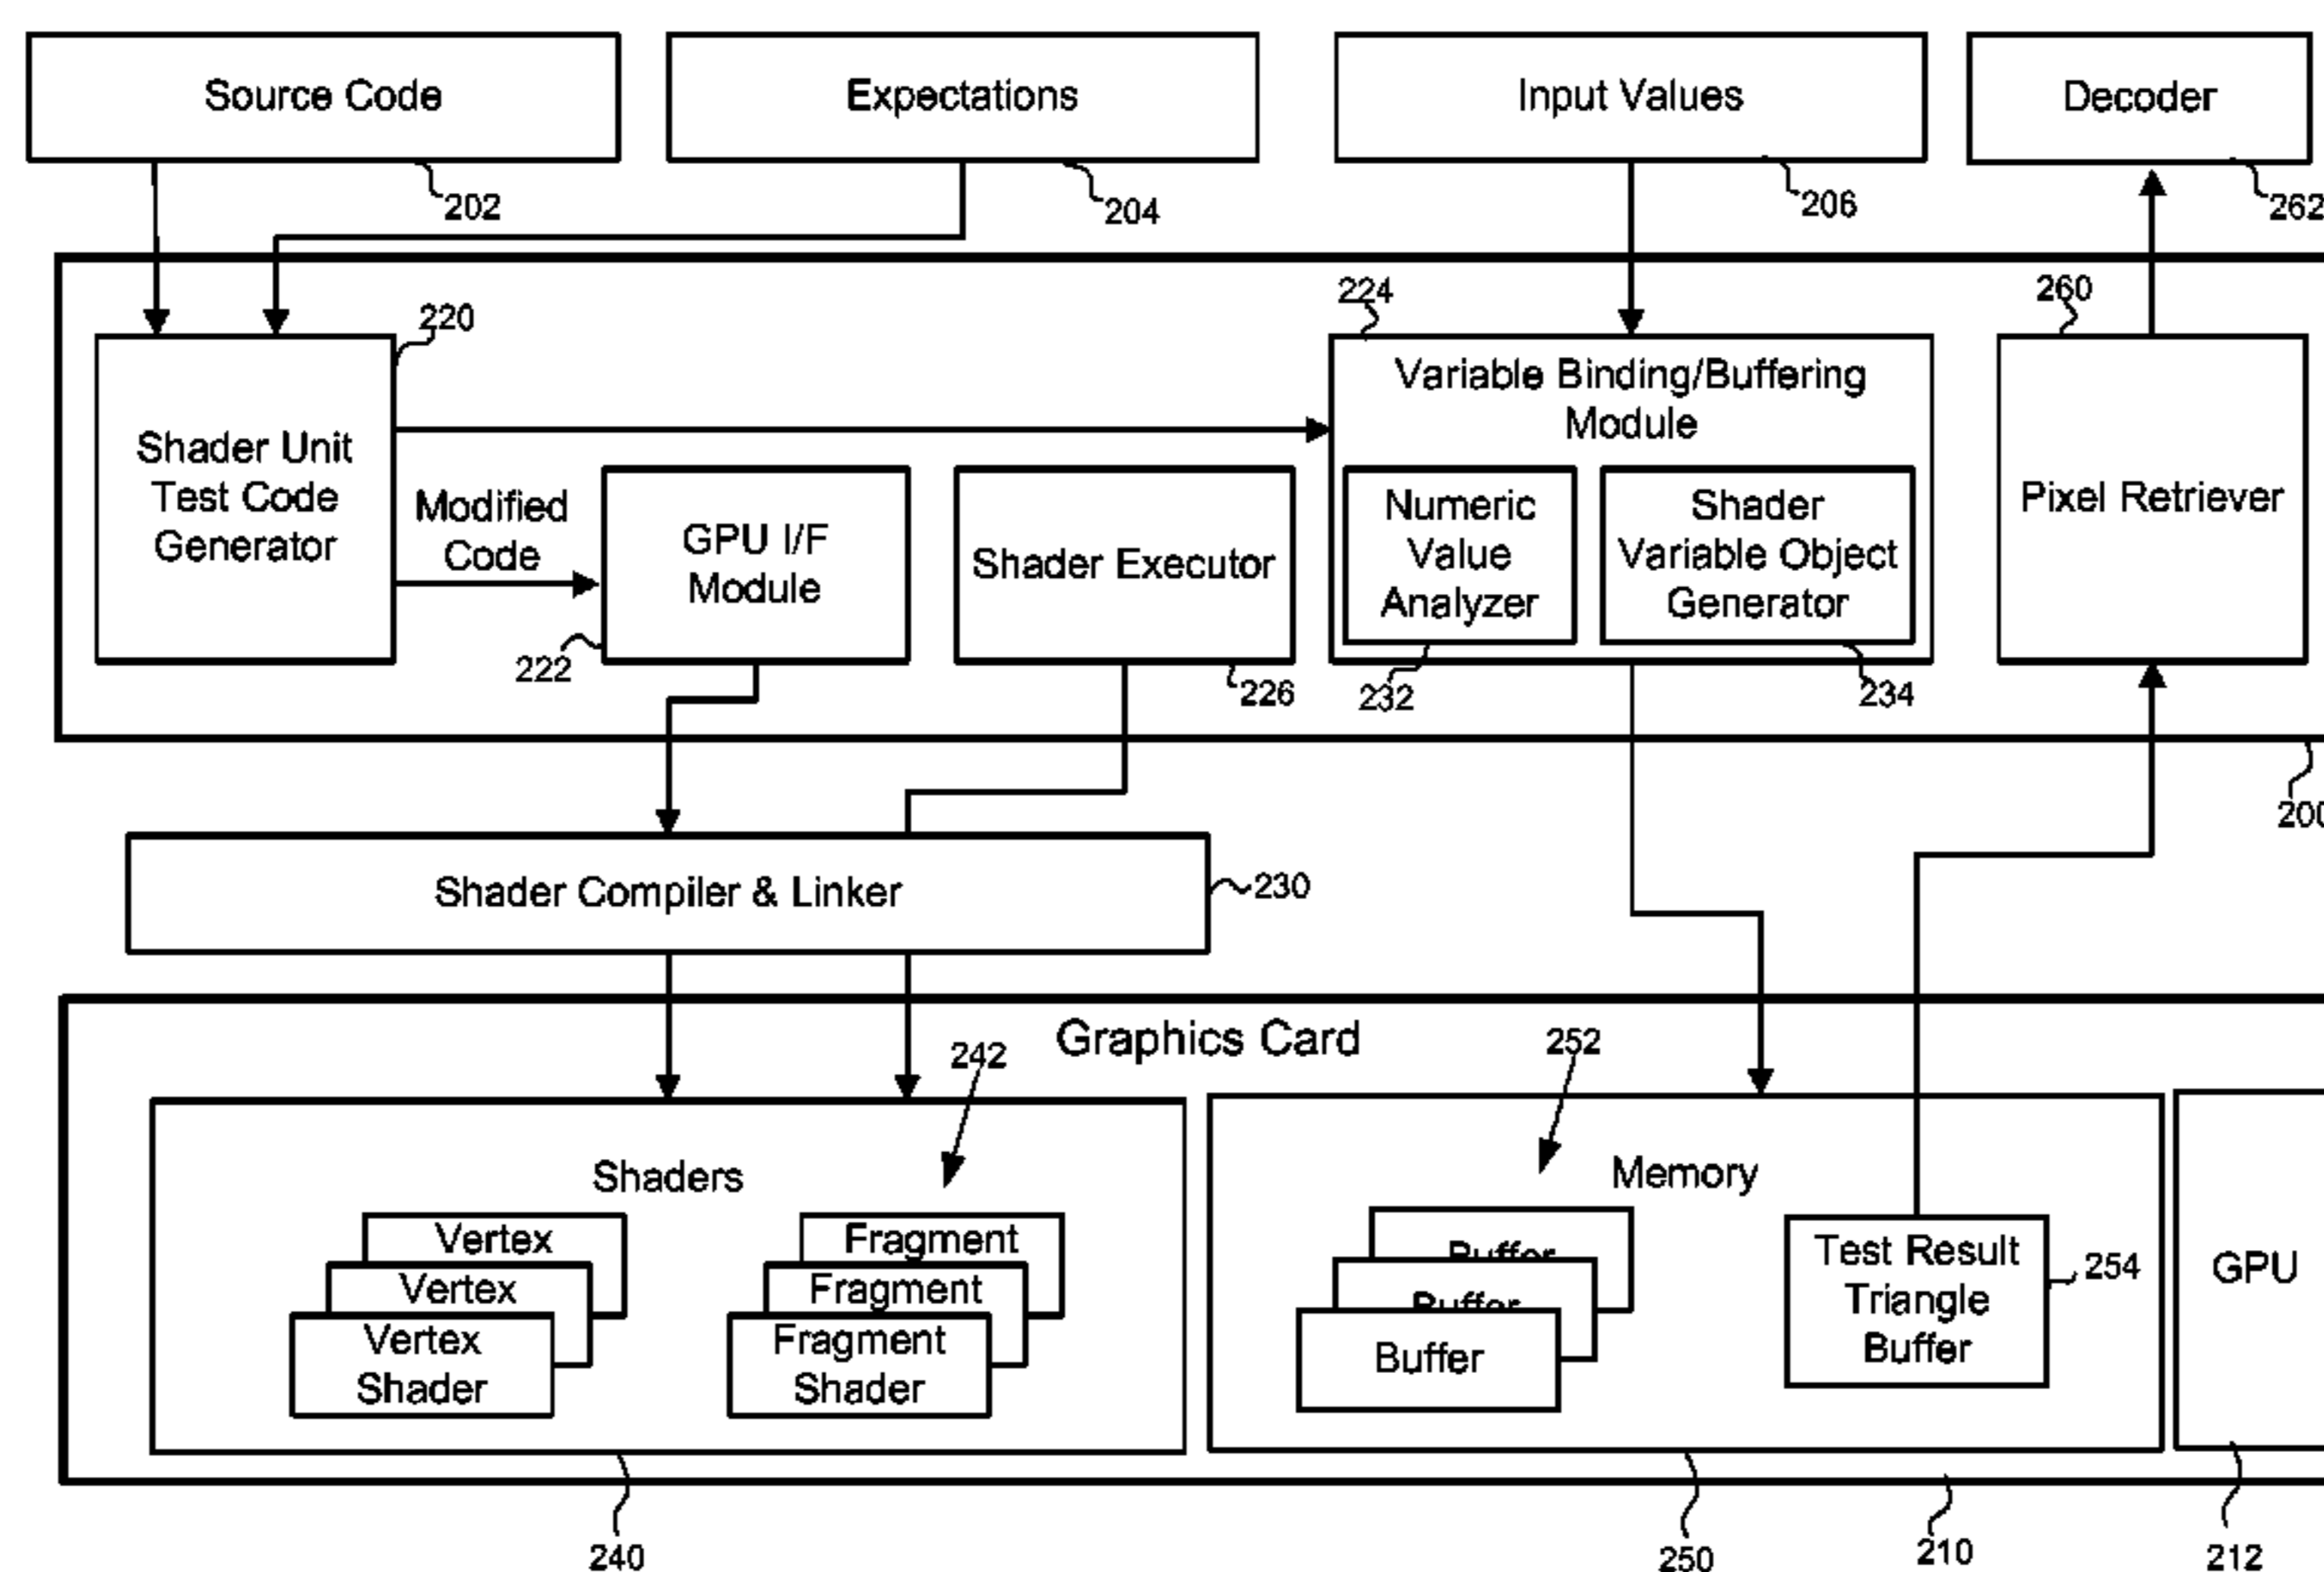 Source Code
Expectations
Input Values
Decoder
202
204
206
262
220
224
260
Shader Unit
Test Code
Generator
Modified
Code
GPU I/F
Module
222
Shader Executor
226
Variable Binding/Buffering
Module
Numeric
Value
Analyzer
232
Shader
Variable Object
Generator
234
Pixel Retriever
200
Shader Compiler & Linker
230
Graphics Card
242
252
Shaders
Vertex
Vertex
Vertex
Shader
Fragment
Fragment
Fragment
Shader
Memory
Buffer
Buffer
Buffer
Test Result
Triangle
Buffer
254
GPU
240
250
210
212